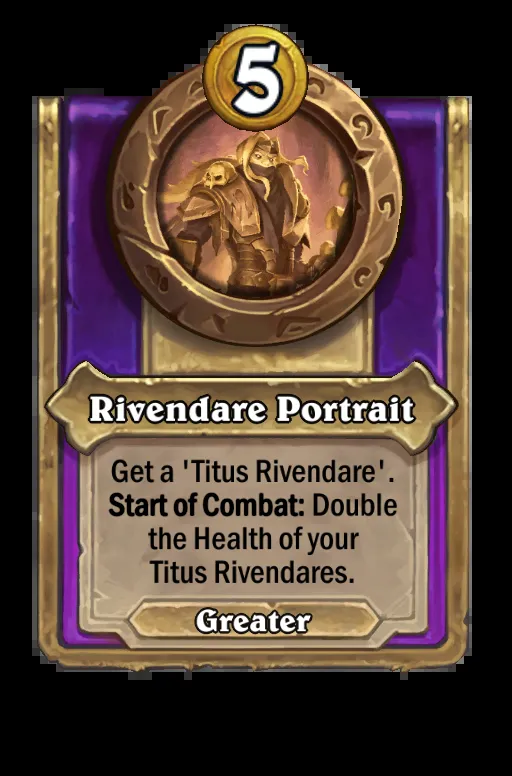 5
Rivendare Portrait
Get a 'Titus Rivendare'.
Start of Combat: Double
the Health of your
Titus Rivendares.
Greater